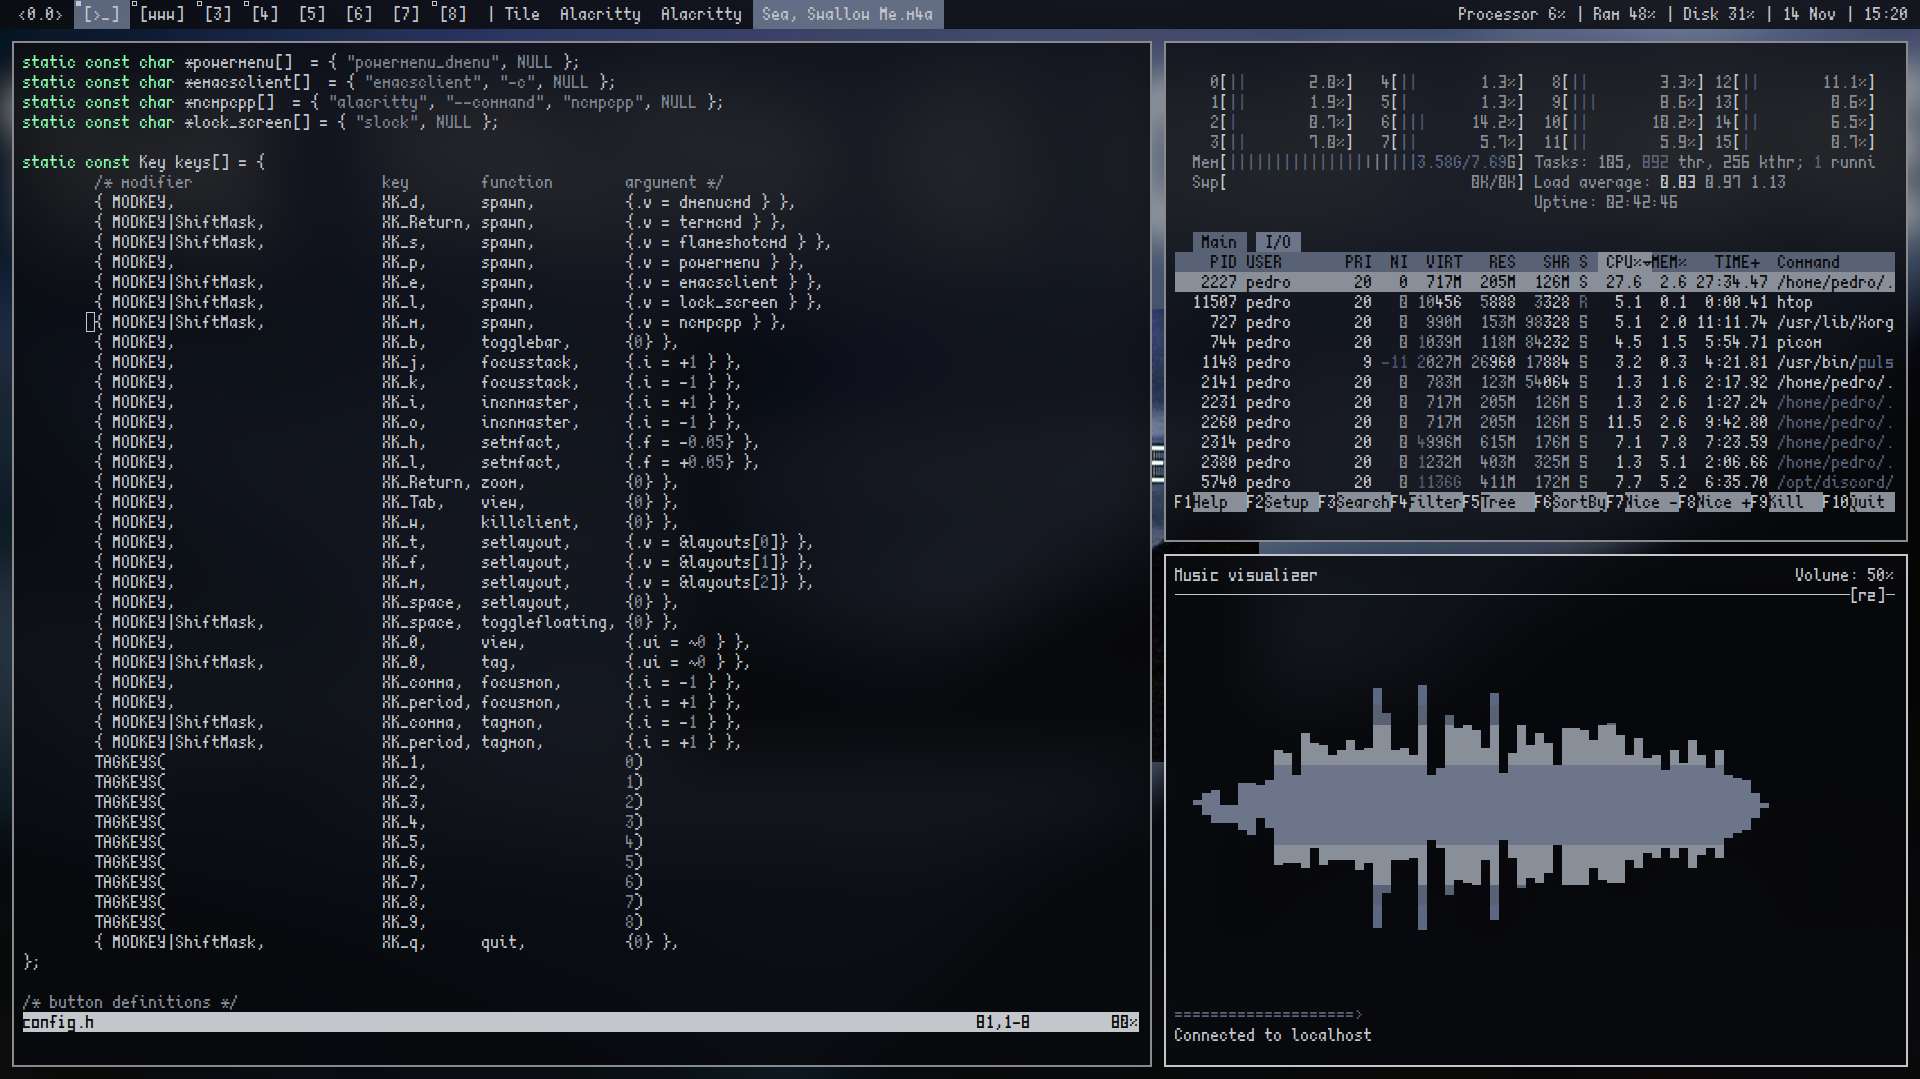 <0.0> [>_] [www] [3] [4] [5] [6] [7] [8] | Tile Alacritty Alacritty Sea, Swallow Me.m4a Processor 6% | Ram 48% | Disk 31% | 14 Nov | 15:20
static const char *powermenu[]  = { "powermenu_dmenu", NULL };
static const char *emacsclient[]  = { "emacsclient", "-c", NULL };
static const char *ncmpcpp[]  = { "alacritty", "--command", "ncmpcpp", NULL };
static const char *lock_screen[] = { "slock", NULL };
static const Key keys[] = {
/* modifier                     key        function        argument */
{ MODKEY,                       XK_d,      spawn,          {.v = dmenucmd } },
{ MODKEY|ShiftMask,             XK_Return, spawn,          {.v = termcmd } },
{ MODKEY|ShiftMask,             XK_s,      spawn,          {.v = flameshotcmd } },
{ MODKEY,                       XK_p,      spawn,          {.v = powermenu } },
{ MODKEY|ShiftMask,             XK_e,      spawn,          {.v = emacsclient } },
{ MODKEY|ShiftMask,             XK_l,      spawn,          {.v = lock_screen } },
{ MODKEY|ShiftMask,             XK_m,      spawn,          {.v = ncmpcpp } },
{ MODKEY,                       XK_b,      togglebar,      {0} },
{ MODKEY,                       XK_j,      focusstack,     {.i = +1 } },
{ MODKEY,                       XK_k,      focusstack,     {.i = -1 } },
{ MODKEY,                       XK_i,      incnmaster,     {.i = +1 } },
{ MODKEY,                       XK_o,      incnmaster,     {.i = -1 } },
{ MODKEY,                       XK_h,      setmfact,       {.f = -0.05} },
{ MODKEY,                       XK_l,      setmfact,       {.f = +0.05} },
{ MODKEY,                       XK_Return, zoom,           {0} },
{ MODKEY,                       XK_Tab,    view,           {0} },
{ MODKEY,                       XK_w,      killclient,     {0} },
{ MODKEY,                       XK_t,      setlayout,      {.v = &layouts[0]} },
{ MODKEY,                       XK_f,      setlayout,      {.v = &layouts[1]} },
{ MODKEY,                       XK_m,      setlayout,      {.v = &layouts[2]} },
{ MODKEY,                       XK_space,  setlayout,      {0} },
{ MODKEY|ShiftMask,             XK_space,  togglefloating, {0} },
{ MODKEY,                       XK_0,      view,           {.ui = ~0 } },
{ MODKEY|ShiftMask,             XK_0,      tag,            {.ui = ~0 } },
{ MODKEY,                       XK_comma,  focusmon,       {.i = -1 } },
{ MODKEY,                       XK_period, focusmon,       {.i = +1 } },
{ MODKEY|ShiftMask,             XK_comma,  tagmon,         {.i = -1 } },
{ MODKEY|ShiftMask,             XK_period, tagmon,         {.i = +1 } },
TAGKEYS(                        XK_1,                      0)
TAGKEYS(                        XK_2,                      1)
TAGKEYS(                        XK_3,                      2)
TAGKEYS(                        XK_4,                      3)
TAGKEYS(                        XK_5,                      4)
TAGKEYS(                        XK_6,                      5)
TAGKEYS(                        XK_7,                      6)
TAGKEYS(                        XK_8,                      7)
TAGKEYS(                        XK_9,                      8)
{ MODKEY|ShiftMask,             XK_q,      quit,           {0} },
};
/* button definitions */
config.h 81,1-8 80%
0[|| 2.0%] 4[|| 1.3%] 8[|| 3.3%] 12[|| 11.1%]
1[|| 1.9%] 5[| 1.3%] 9[||| 8.6%] 13[| 0.6%]
2[| 0.7%] 6[||| 14.2%] 10[|| 10.2%] 14[|| 6.5%]
3[|| 7.0%] 7[|| 5.7%] 11[|| 5.9%] 15[| 0.7%]
Mem[|||||||||||||||||||||3.58G/7.69G] Tasks: 105, 892 thr, 256 kthr; 1 runni
Swp[ 0K/0K] Load average: 0.83 0.97 1.13
Uptime: 02:42:46
Main I/O
PID USER PRI NI VIRT RES SHR S CPU%▽MEM% TIME+ Command
2227 pedro 20 0 717M 205M 126M S 27.6 2.6 27:34.47 /home/pedro/.
11507 pedro 20 0 10456 5888 3328 R 5.1 0.1 0:00.41 htop
727 pedro 20 0 990M 153M 98328 S 5.1 2.0 11:11.74 /usr/lib/Xorg
744 pedro 20 0 1039M 118M 84232 S 4.5 1.5 5:54.71 picom
1148 pedro 9 -11 2027M 26960 17884 S 3.2 0.3 4:21.81 /usr/bin/puls
2141 pedro 20 0 783M 123M 54064 S 1.3 1.6 2:17.92 /home/pedro/.
2231 pedro 20 0 717M 205M 126M S 1.3 2.6 1:27.24 /home/pedro/.
2260 pedro 20 0 717M 205M 126M S 11.5 2.6 9:42.80 /home/pedro/.
2314 pedro 20 0 4996M 615M 176M S 7.1 7.8 7:23.59 /home/pedro/.
2380 pedro 20 0 1232M 403M 325M S 1.3 5.1 2:06.66 /home/pedro/.
5740 pedro 20 0 1136G 411M 172M S 7.7 5.2 6:35.70 /opt/discord/
F1Help F2Setup F3SearchF4FilterF5Tree F6SortByF7Nice -F8Nice +F9Kill F10Quit
Music visualizer Volume: 50%
[rz]
====================>
Connected to localhost